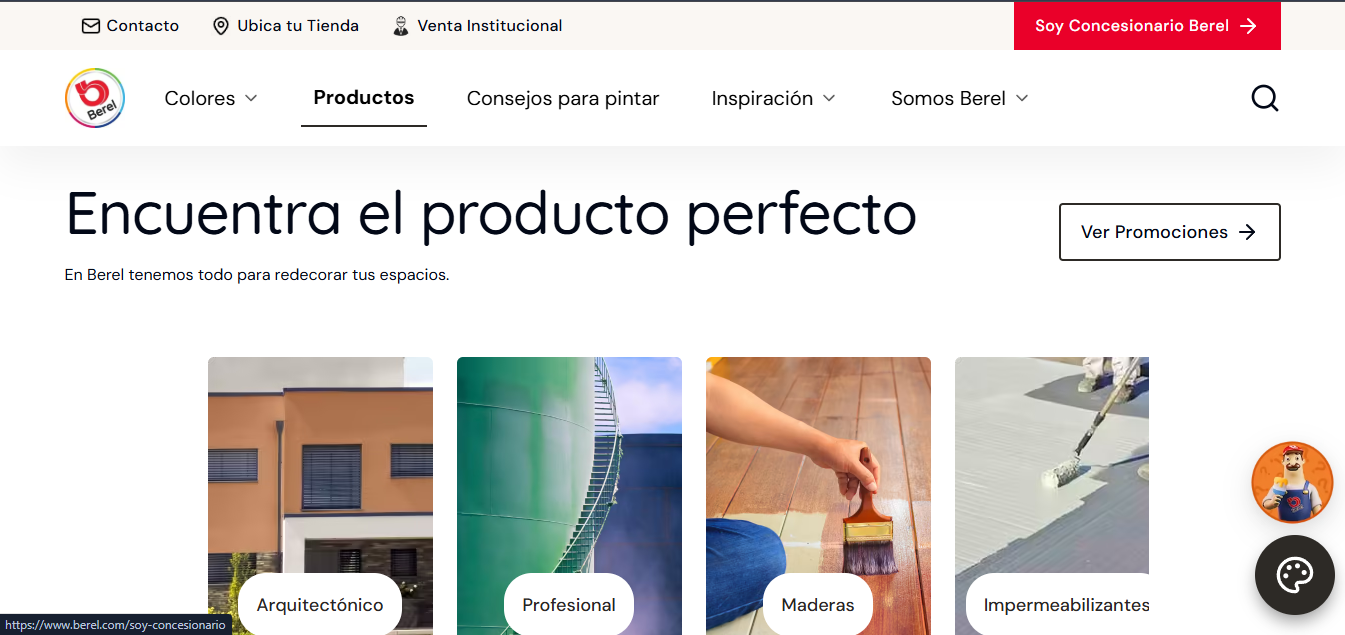 Contacto
Ubica tu Tienda
Venta Institucional
Soy Concesionario Berel
Berel
Colores
Productos
Consejos para pintar
Inspiración
Somos Berel
Encuentra el producto perfecto
Ver Promociones
En Berel tenemos todo para redecorar tus espacios.
Arquitectónico
Profesional
Maderas
Impermeabilizantes
https://www.berel.com/soy-concesionario